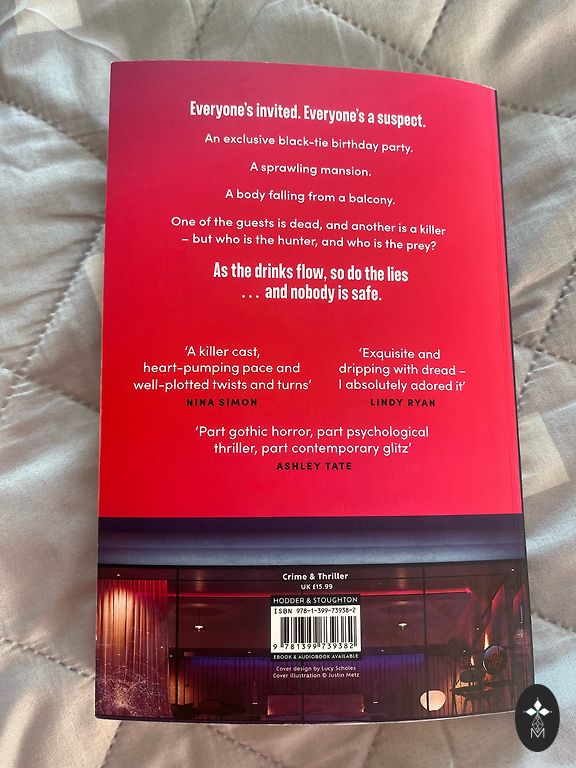 Everyone's invited. Everyone's a suspect.
An exclusive black-tie birthday party.
A sprawling mansion.
A body falling from a balcony.
One of the guests is dead, and another is a killer
– but who is the hunter, and who is the prey?
As the drinks flow, so do the lies
... and nobody is safe.
'A killer cast,
heart-pumping pace and
well-plotted twists and turns'
NINA SIMON
'Exquisite and
dripping with dread –
I absolutely adored it'
LINDY RYAN
'Part gothic horror, part psychological
thriller, part contemporary glitz'
ASHLEY TATE
Crime & Thriller
UK £15.99
HODDER & STOUGHTON
ISBN 978-1-399-73938-2
9 781399 739382
EBOOK & AUDIOBOOK AVAILABLE
Cover design by Lucy Scholes
Cover illustration © Justin Metz
M